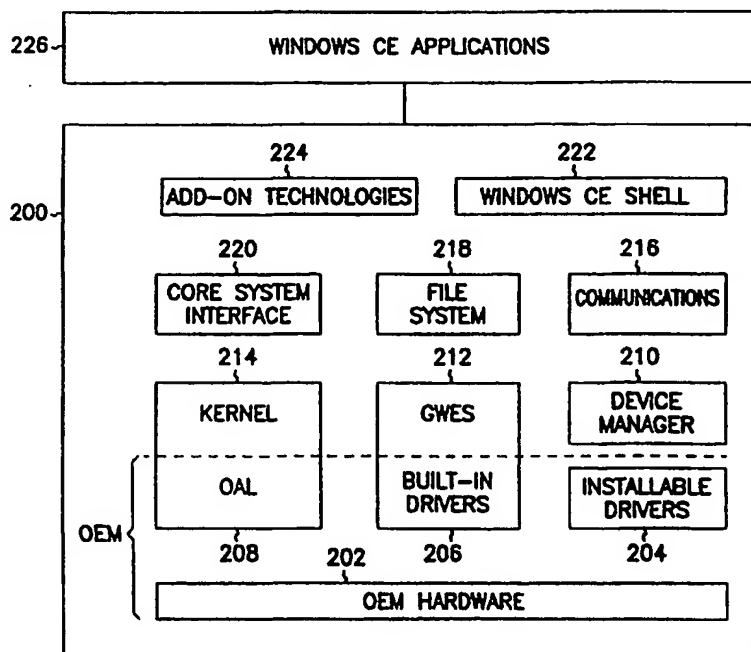 226
WINDOWS CE APPLICATIONS
224
222
200
ADD-ON TECHNOLOGIES
WINDOWS CE SHELL
220
218
216
CORE SYSTEM
INTERFACE
FILE
SYSTEM
COMMUNICATIONS
214
212
210
KERNEL
GWES
DEVICE
MANAGER
OEM
OAL
BUILT-IN
DRIVERS
INSTALLABLE
DRIVERS
208
206
204
202
OEM HARDWARE